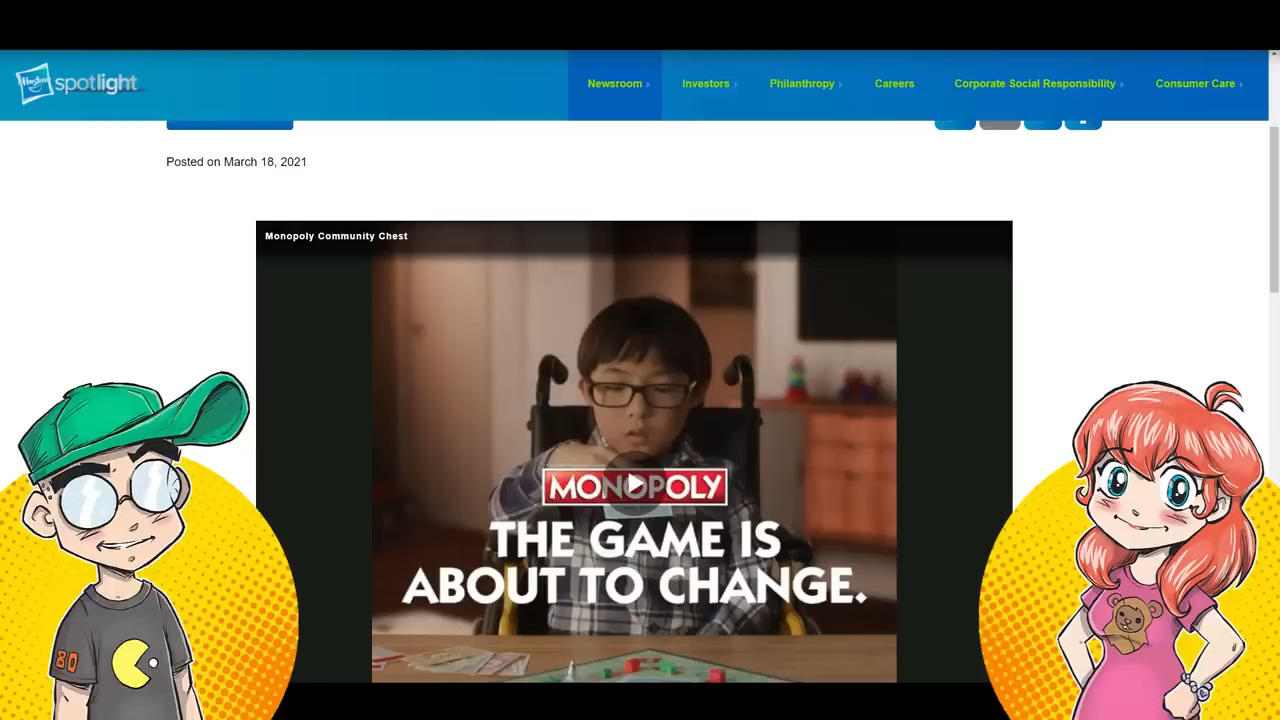 Hasbro spotlight
Newsroom
Investors
Philanthropy
Careers
Corporate Social Responsibility
Consumer Care
Posted on March 18, 2021
Monopoly Community Chest
MONOPOLY
THE GAME IS
ABOUT TO CHANGE.
80